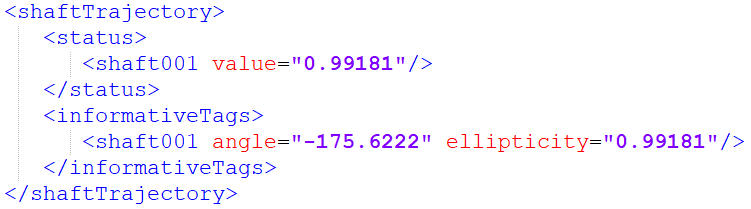 <shaftTrajectory>
<status>
<shaft001 value="0.99181"/>
</status>
<informativeTags>
<shaft001 angle="-175.6222" ellipticity="0.99181"/>
</informativeTags>
</shaftTrajectory>